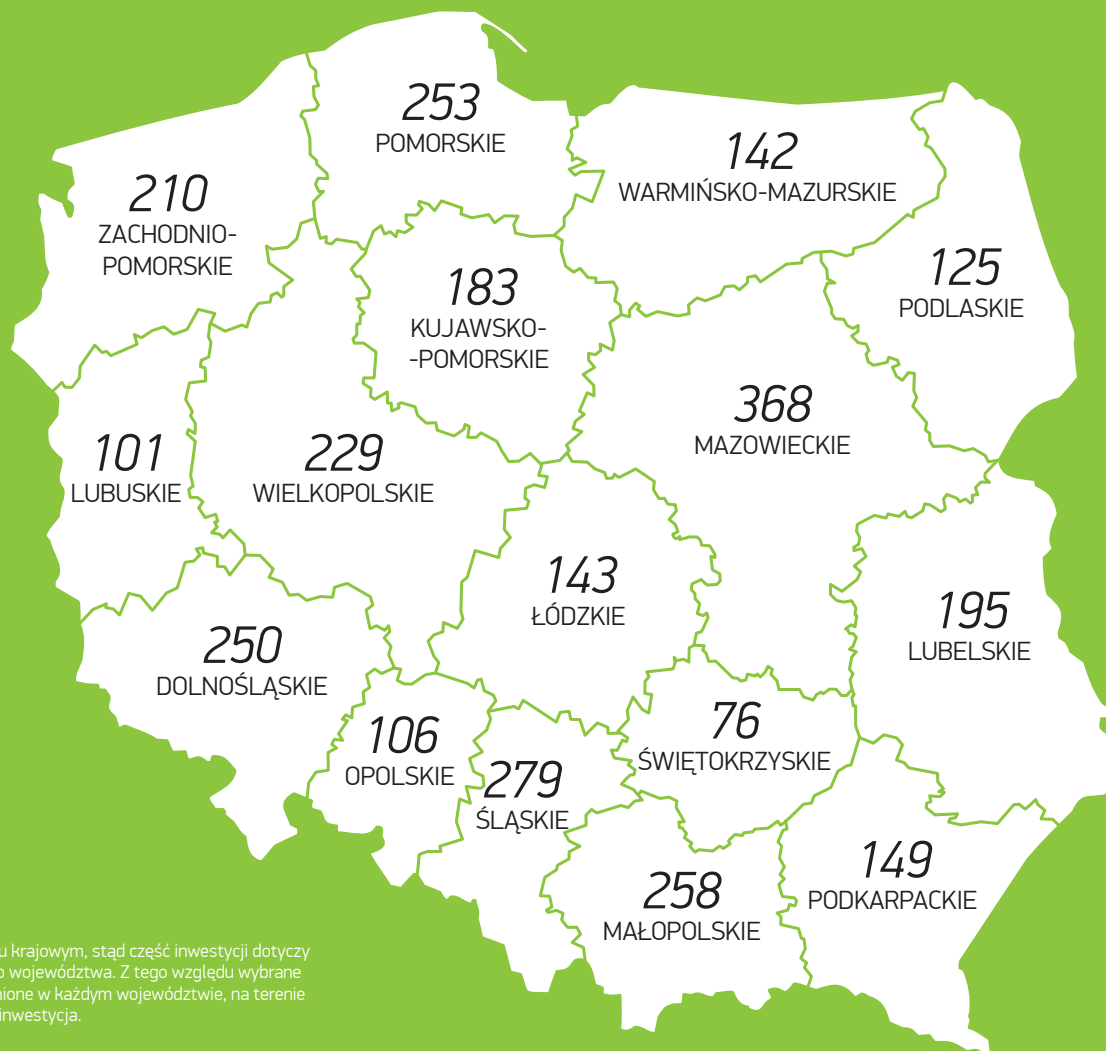 253
POMORSKIE
142
WARMIŃSKO-MAZURSKIE
210
ZACHODNIO-
POMORSKIE
125
PODLASKIE
183
KUJAWSKO-
-POMORSKIE
368
MAZOWIECKIE
101
LUBUSKIE
229
WIELKOPOLSKIE
143
ŁÓDZKIE
195
LUBELSKIE
250
DOLNOŚLĄSKIE
76
ŚWIĘTOKRZYSKIE
106
OPOLSKIE
279
ŚLĄSKIE
149
PODKARPACKIE
258
MAŁOPOLSKIE
krajowym, stąd część inwestycji dotyczy
województwa. Z tego względu wybrane
w każdym województwie, na terenie
inwestycja.